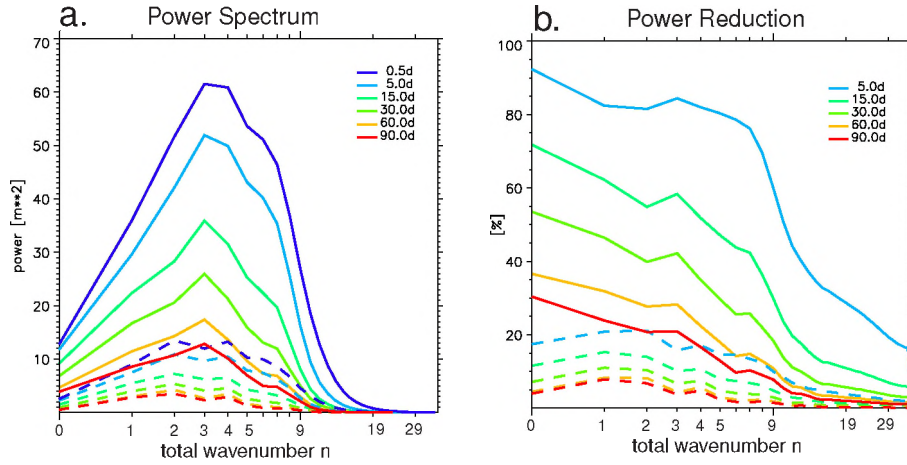 a.
Power Spectrum
70
60
50
40
30
20
10
power [m**2]
0.5d
5.0d
15.0d
30.0d
60.0d
90.0d
0 1 2 3 4 5 9 19 29
total wavenumber n
b.
Power Reduction
100
80
60
40
20
0
[%]
5.0d
15.0d
30.0d
60.0d
90.0d
0 1 2 3 4 5 9 19 29
total wavenumber n